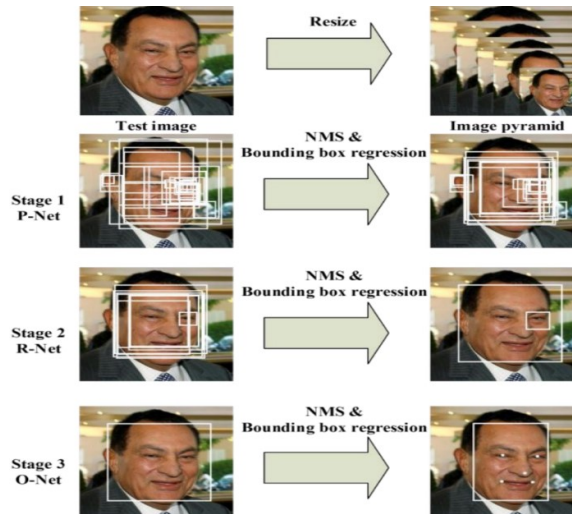 Resize
Test image
Image pyramid
NMS &
Bounding box regression
Stage 1
P-Net
NMS &
Bounding box regression
Stage 2
R-Net
NMS &
Bounding box regression
Stage 3
O-Net